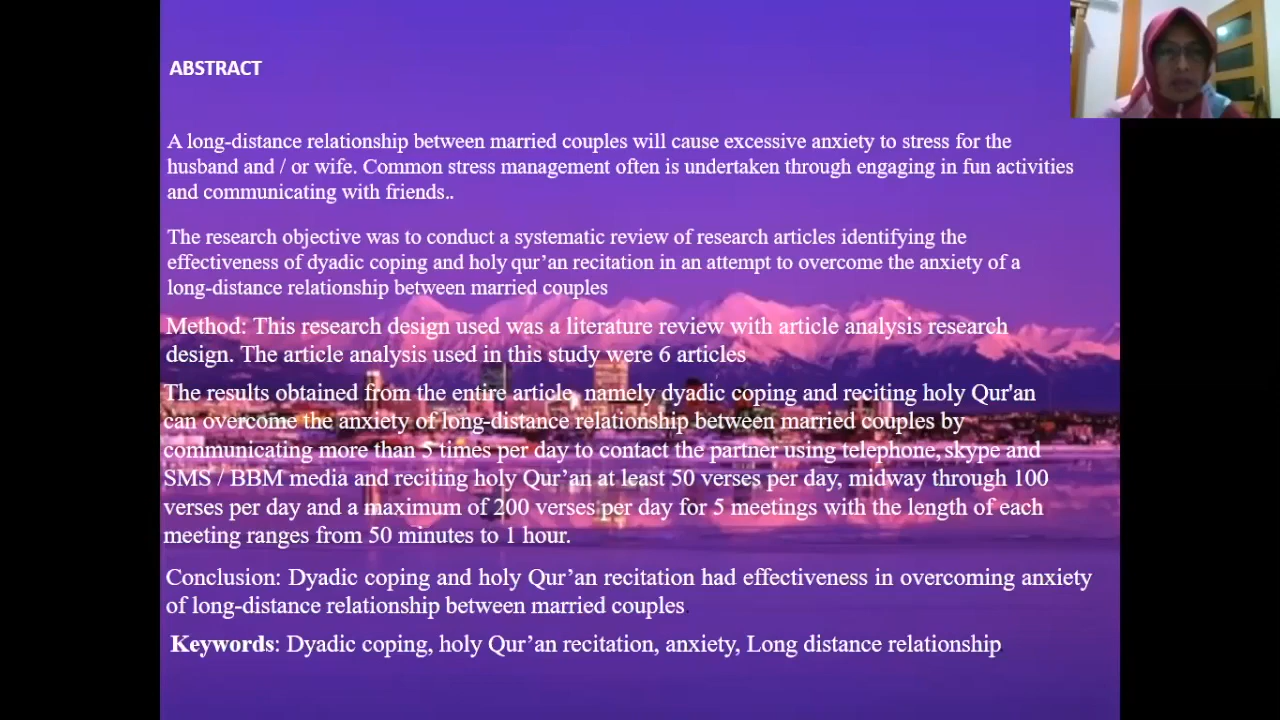 ABSTRACT
A long-distance relationship between married couples will cause excessive anxiety to stress for the
husband and / or wife. Common stress management often is undertaken through engaging in fun activities
and communicating with friends..
The research objective was to conduct a systematic review of research articles identifying the
effectiveness of dyadic coping and holy qur’an recitation in an attempt to overcome the anxiety of a
long-distance relationship between married couples
Method: This research design used was a literature review with article analysis research
design. The article analysis used in this study were 6 articles
The results obtained from the entire article, namely dyadic coping and reciting holy Qur'an
can overcome the anxiety of long-distance relationship between married couples by
communicating more than 5 times per day to contact the partner using telephone, skype and
SMS / BBM media and reciting holy Qur’an at least 50 verses per day, midway through 100
verses per day and a maximum of 200 verses per day for 5 meetings with the length of each
meeting ranges from 50 minutes to 1 hour.
Conclusion: Dyadic coping and holy Qur’an recitation had effectiveness in overcoming anxiety
of long-distance relationship between married couples.
Keywords: Dyadic coping, holy Qur’an recitation, anxiety, Long distance relationship